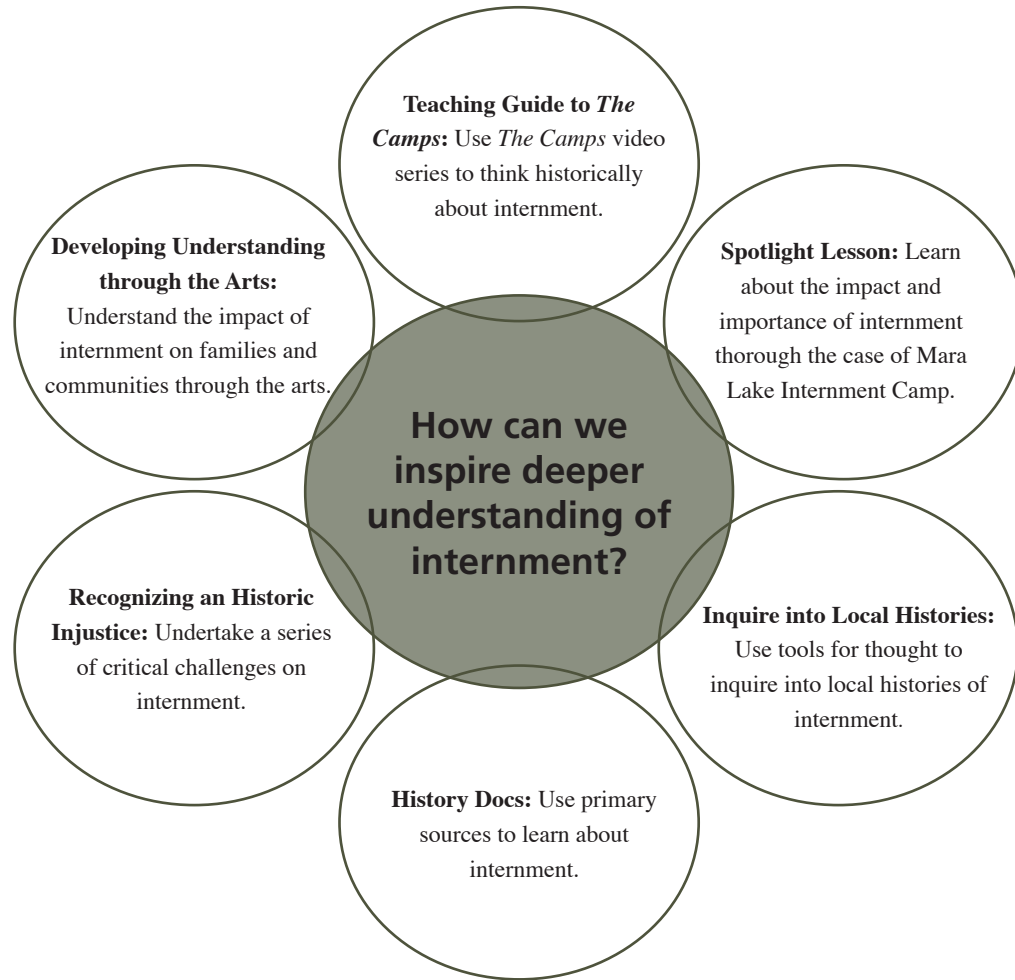 Teaching Guide to The
Camps: Use The Camps video
series to think historically
about internment.
Spotlight Lesson: Learn
about the impact and
importance of internment
thorough the case of Mara
Lake Internment Camp.
Inquire into Local Histories:
Use tools for thought to
inquire into local histories of
internment.
History Docs: Use primary
sources to learn about
internment.
Recognizing an Historic
Injustice: Undertake a series
of critical challenges on
internment.
Developing Understanding
through the Arts:
Understand the impact of
internment on families and
communities through the arts.
How can we
inspire deeper
understanding of
internment?